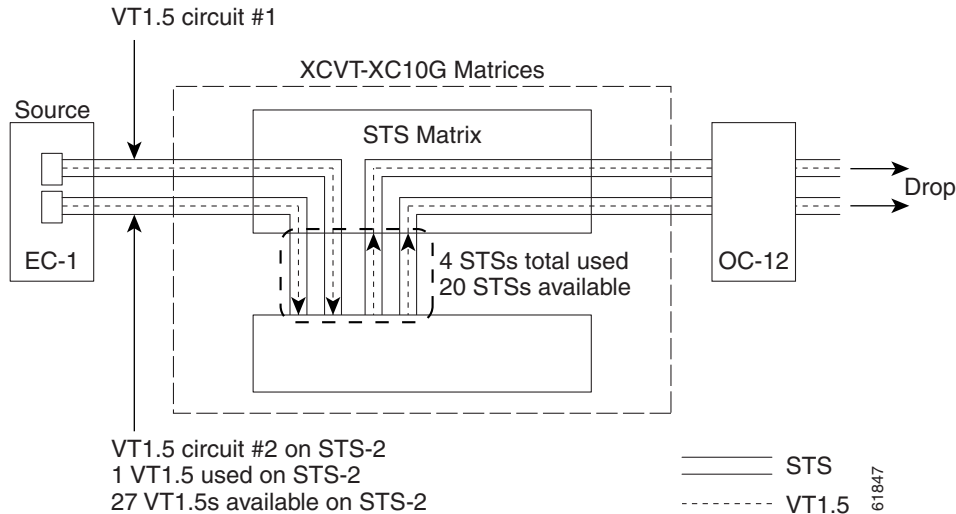 VT1.5 circuit #1
XCVT-XC10G Matrices
Source
STS Matrix
Drop
EC-1
4 STSs total used
20 STSs available
OC-12
VT1.5 circuit #2 on STS-2
1 VT1.5 used on STS-2
27 VT1.5s available on STS-2
STS
VT1.5
61847